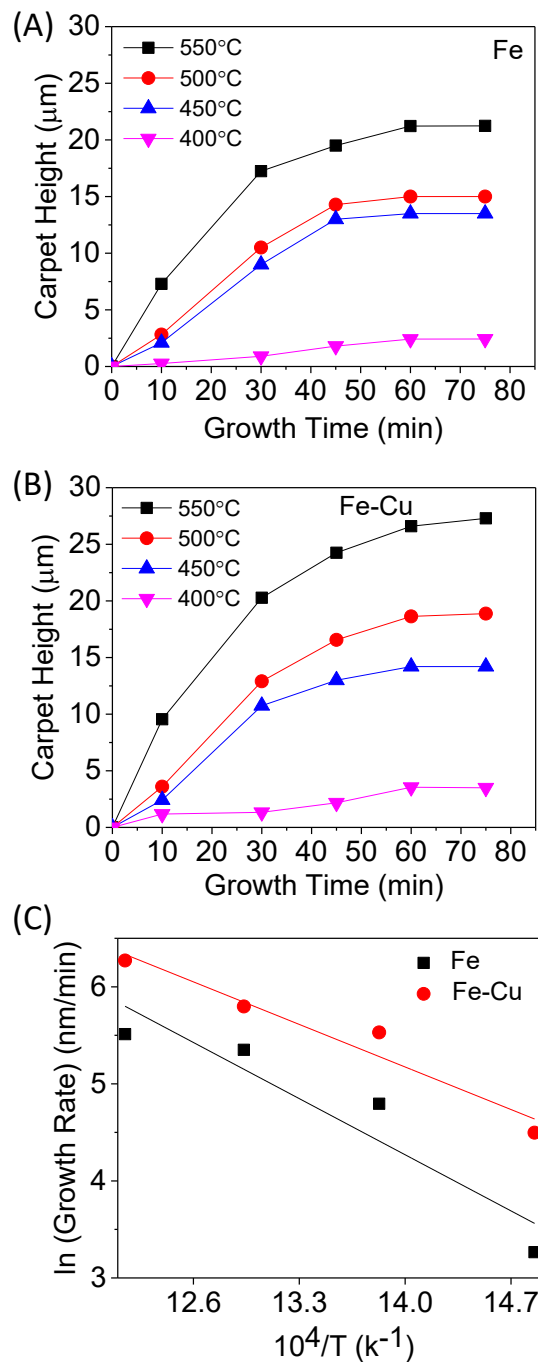 (A)
Fe
550°C
500°C
450°C
400°C
30
25
20
15
10
5
0
0 10 20 30 40 50 60 70 80
Carpet Height (μm)
Growth Time (min)
(B)
Fe-Cu
550°C
500°C
450°C
400°C
30
25
20
15
10
5
0
0 10 20 30 40 50 60 70 80
Carpet Height (μm)
Growth Time (min)
(C)
Fe
Fe-Cu
6
5
4
3
12.6 13.3 14.0 14.7
ln (Growth Rate) (nm/min)
10⁴/T (k⁻¹)